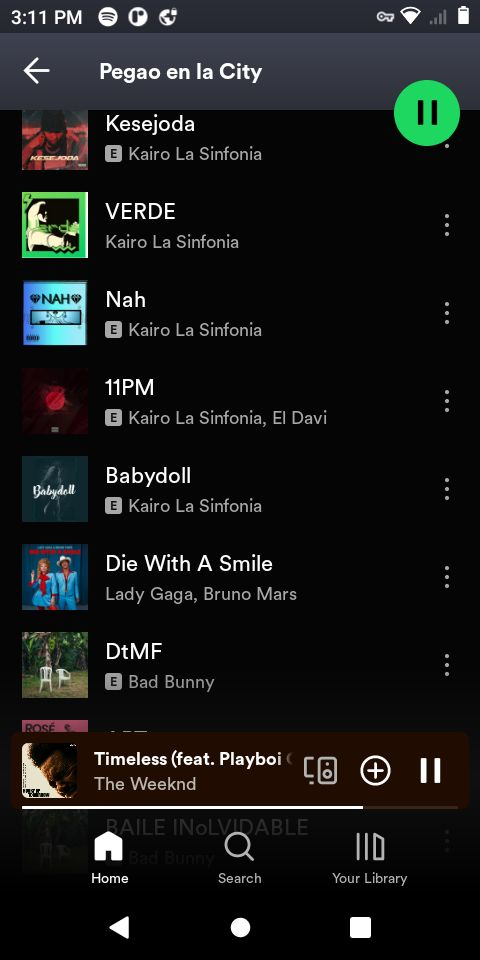 3:11 PM
Pegao en la City
Kesejoda
E Kairo La Sinfonia
KESEJODA
VERDE
Kairo La Sinfonia
Nah
E Kairo La Sinfonia
NAH
11PM
E Kairo La Sinfonia, El Davi
Babydoll
E Kairo La Sinfonia
Babydoll
Die With A Smile
Lady Gaga, Bruno Mars
DtMF
E Bad Bunny
ROSÉ
Timeless (feat. Playboi
The Weeknd
BAILE INoLVIDABLE
Bad Bunny
Home
Search
Your Library